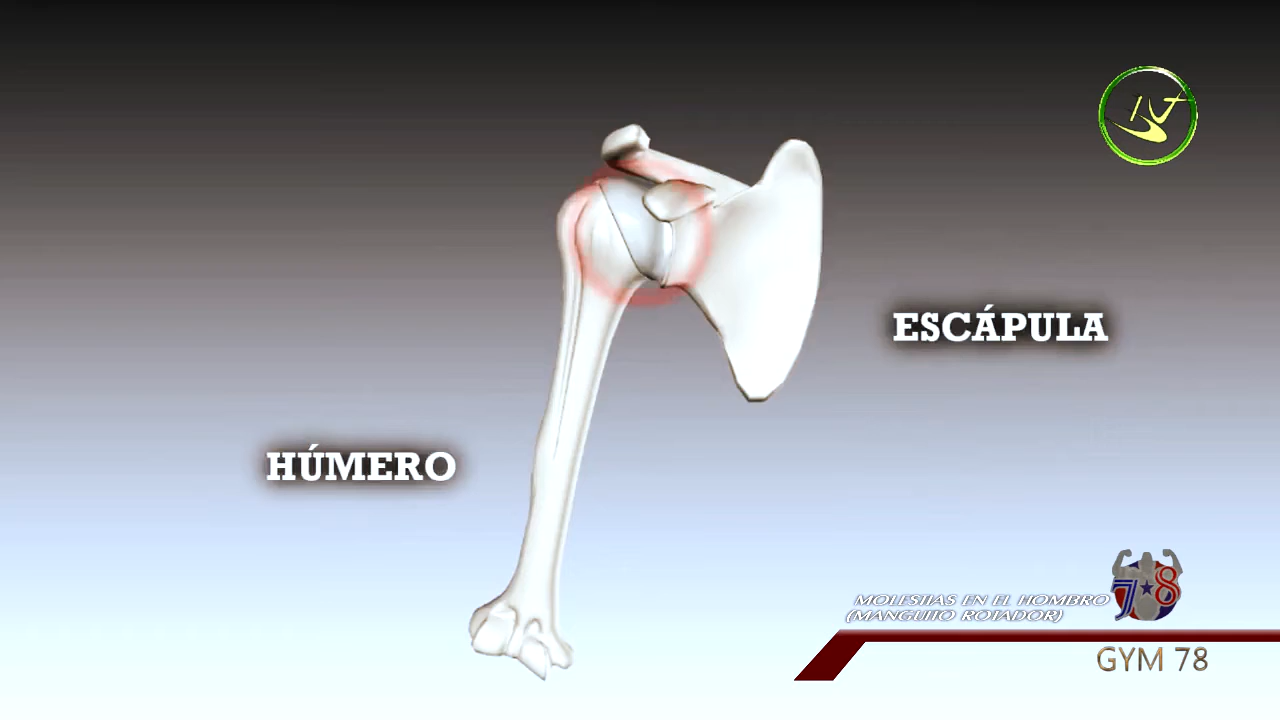 ESCÁPULA
HÚMERO
MOLESTIAS EN EL HOMBRO
(MANGUITO ROTADOR)
78
GYM 78